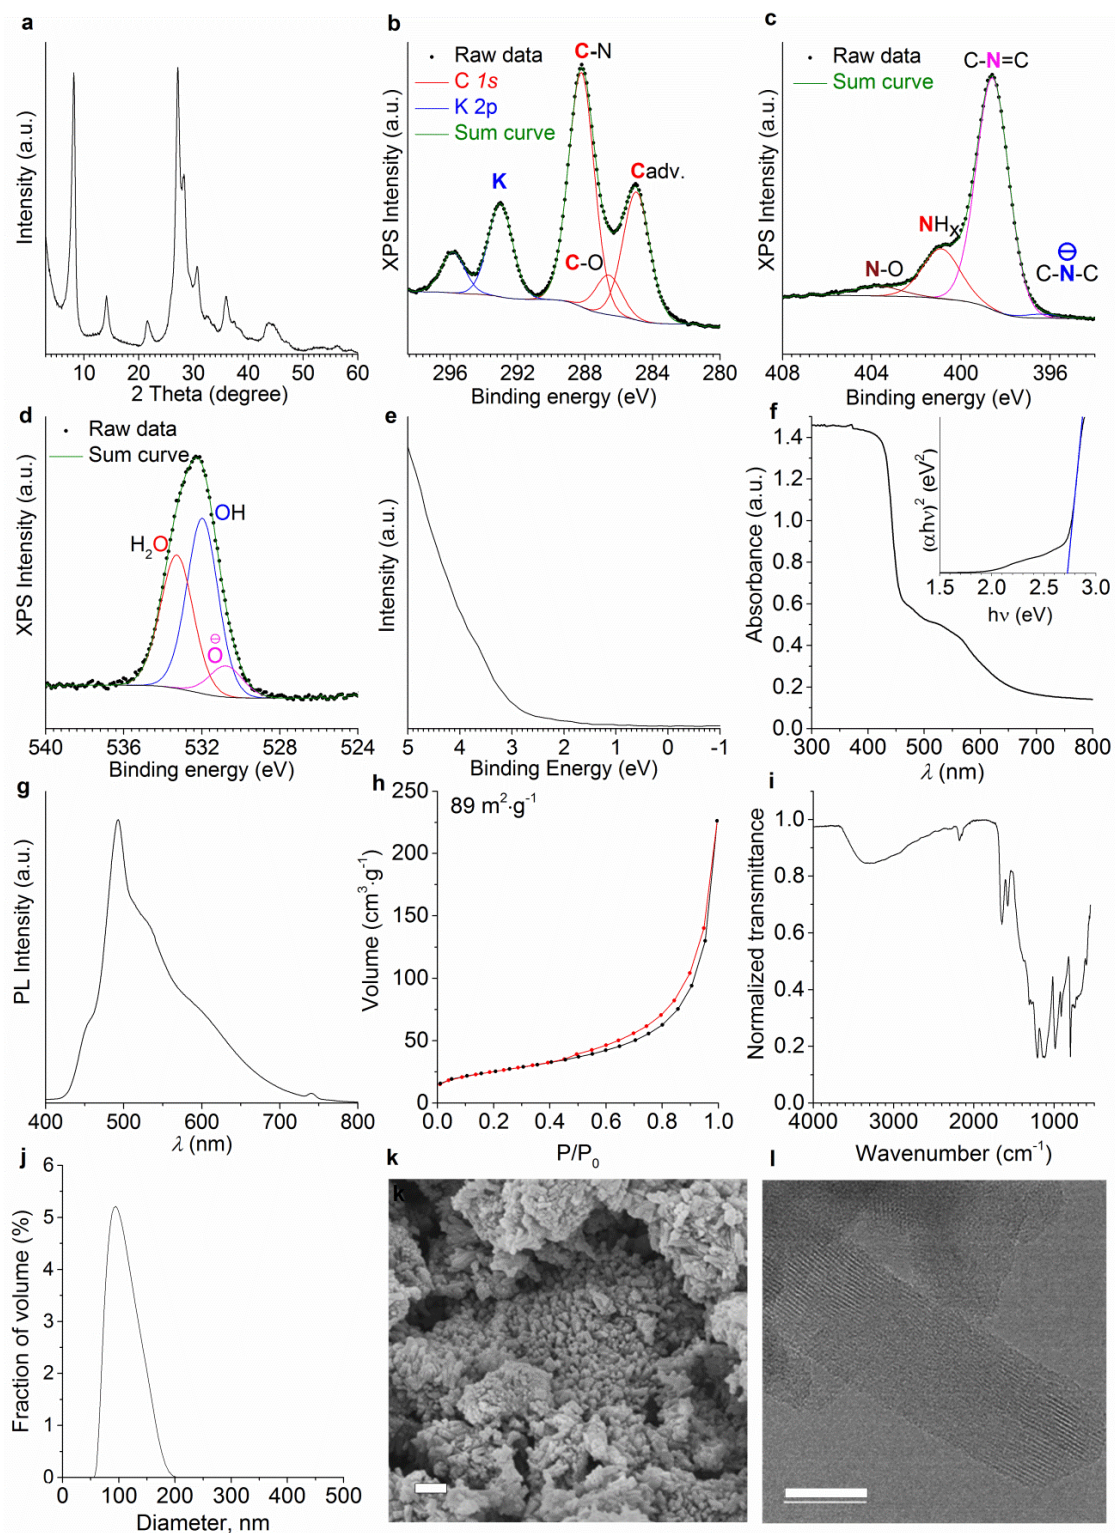 a
Intensity (a.u.)
10 20 30 40 50 60
2 Theta (degree)
b
Raw data
C 1s
K 2p
Sum curve
C-N
K
Cadv.
C-O
XPS Intensity (a.u.)
296 292 288 284 280
Binding energy (eV)
c
Raw data
Sum curve
C-N=C
NHx
N-O
⊖
C-N-C
XPS Intensity (a.u.)
408 404 400 396
Binding energy (eV)
d
Raw data
Sum curve
OH
H2O
⊖
O
XPS Intensity (a.u.)
540 536 532 528 524
Binding energy (eV)
e
Intensity (a.u.)
5 4 3 2 1 0 -1
Binding Energy (eV)
f
1.4
1.2
1.0
0.8
0.6
0.4
0.2
0.0
Absorbance (a.u.)
300 400 500 600 700 800
λ (nm)
(αhν)² (eV²)
1.5 2.0 2.5 3.0
hν (eV)
g
PL Intensity (a.u.)
400 500 600 700 800
λ (nm)
h
89 m²·g⁻¹
250
200
150
100
50
0
Volume (cm³·g⁻¹)
0.0 0.2 0.4 0.6 0.8 1.0
P/P0
i
1.0
0.8
0.6
0.4
0.2
0.0
Normalized transmittance
4000 3000 2000 1000
Wavenumber (cm⁻¹)
j
6
5
4
3
2
1
0
Fraction of volume (%)
0 100 200 300 400 500
Diameter, nm
k
k
l